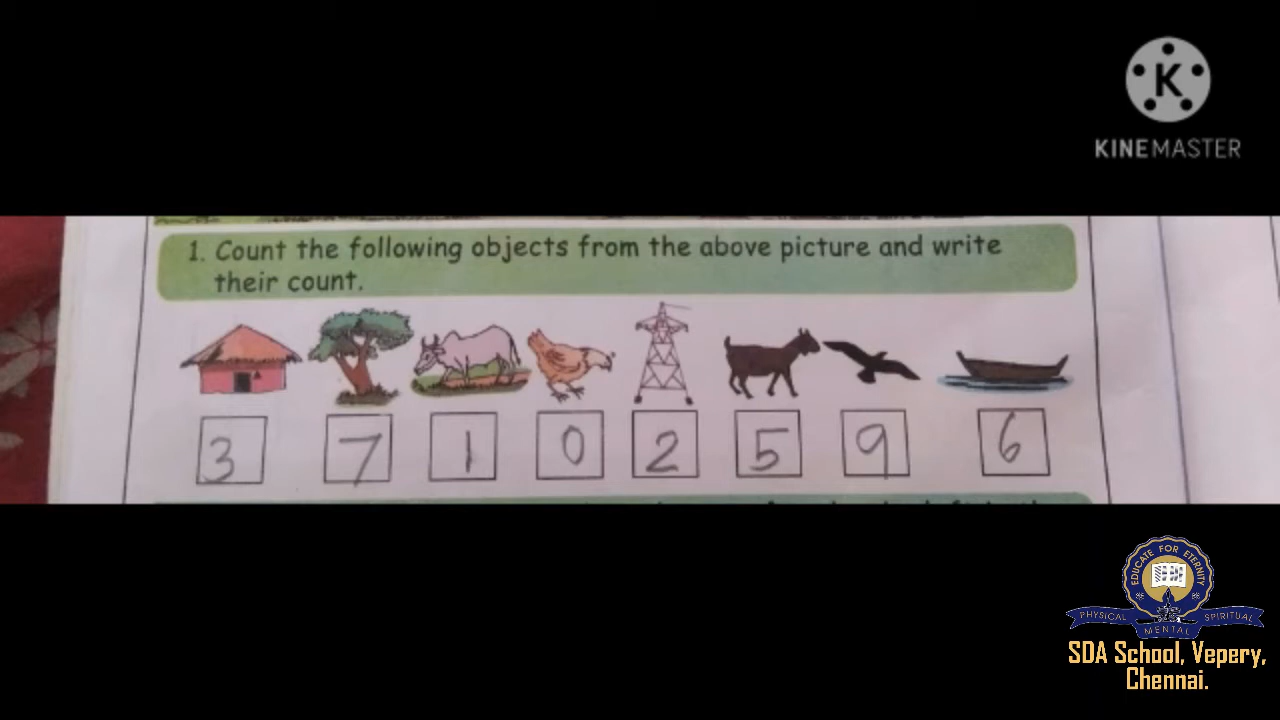 KINEMASTER
1. Count the following objects from the above picture and write
their count.
3 7 1 0 2 5 9 6
EDUCATE FOR ETERNITY
PHYSICAL MENTAL SPIRITUAL
SDA School, Vepery,
Chennai.